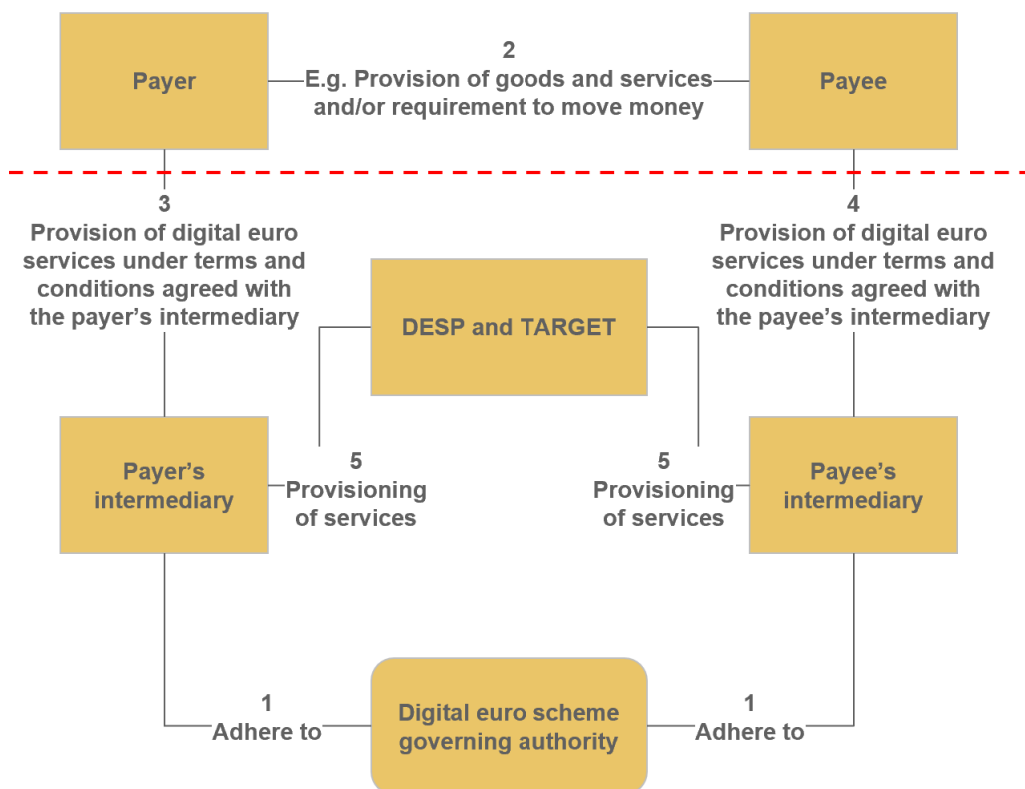 Payer
2
E.g. Provision of goods and services
and/or requirement to move money
Payee
3
Provision of digital euro
services under terms and
conditions agreed with
the payer’s intermediary
4
Provision of digital euro
services under terms and
conditions agreed with
the payee’s intermediary
DESP and TARGET
Payer’s
intermediary
5
Provisioning
of services
5
Provisioning
of services
Payee’s
intermediary
1
Adhere to
Digital euro scheme
governing authority
1
Adhere to